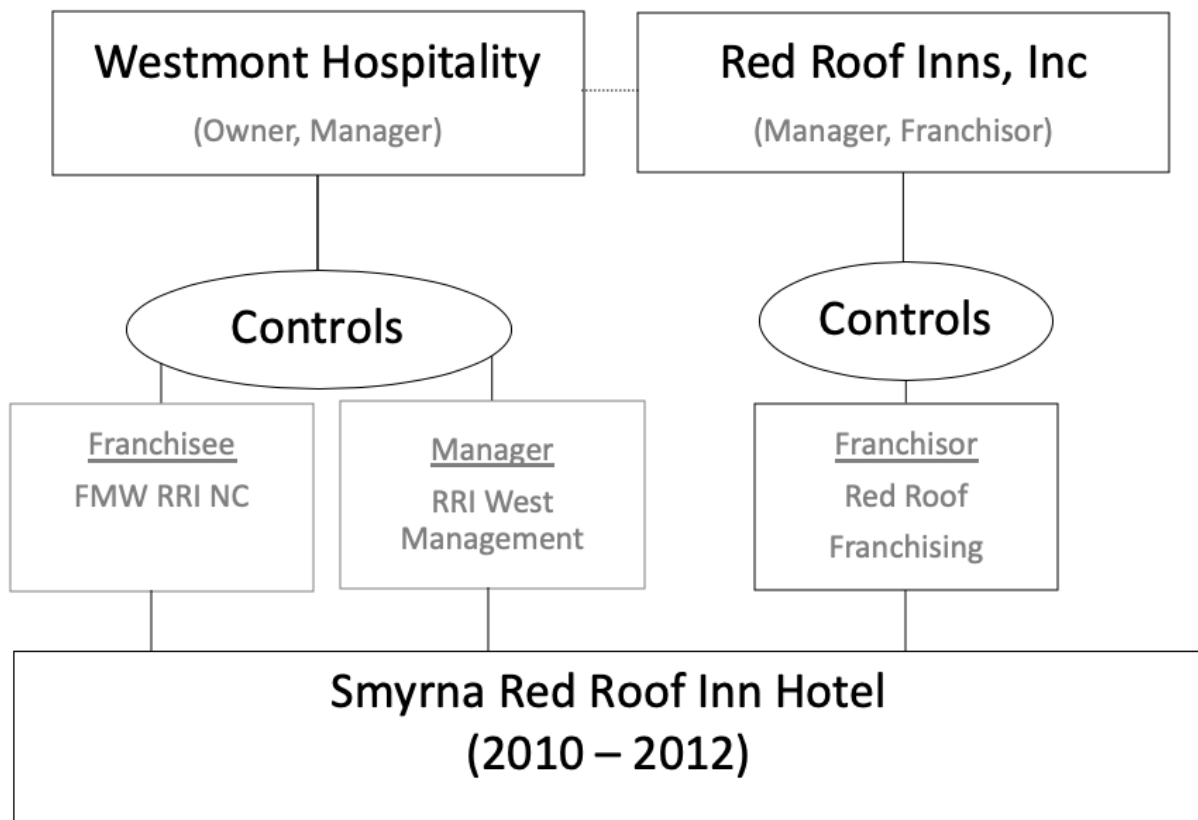 Westmont Hospitality
(Owner, Manager)
Red Roof Inns, Inc
(Manager, Franchisor)
Controls
Controls
Franchisee
FMW RRI NC
Manager
RRI West
Management
Franchisor
Red Roof
Franchising
Smyrna Red Roof Inn Hotel
(2010 – 2012)